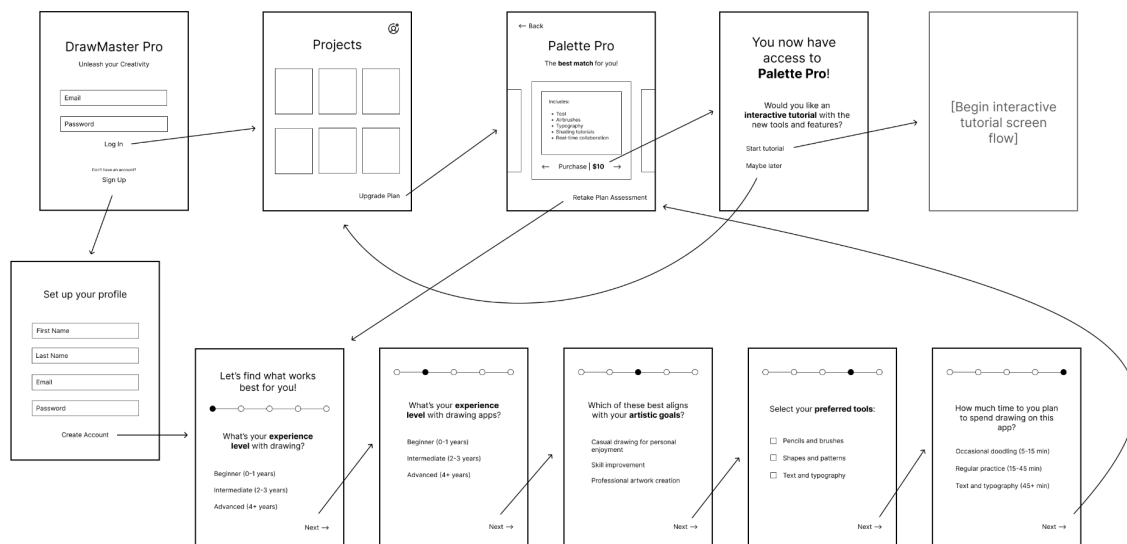 DrawMaster Pro
Unleash your Creativity
Email
Password
Log In
Don't have an account?
Sign Up
Projects
Upgrade Plan
← Back
Palette Pro
The best match for you!
Includes:
• Tool
• Airbrushes
• Typography
• Shading tutorials
• Real-time collaboration
← Purchase | $10 →
Retake Plan Assessment
You now have
access to
Palette Pro!
Would you like an
interactive tutorial with the
new tools and features?
Start tutorial
Maybe later
[Begin interactive
tutorial screen
flow]
Set up your profile
First Name
Last Name
Email
Password
Create Account
Let's find what works
best for you!
What's your experience
level with drawing?
Beginner (0-1 years)
Intermediate (2-3 years)
Advanced (4+ years)
Next →
What's your experience
level with drawing apps?
Beginner (0-1 years)
Intermediate (2-3 years)
Advanced (4+ years)
Next →
Which of these best aligns
with your artistic goals?
Casual drawing for personal
enjoyment
Skill improvement
Professional artwork creation
Next →
Select your preferred tools:
Pencils and brushes
Shapes and patterns
Text and typography
Next →
How much time to you plan
to spend drawing on this
app?
Occasional doodling (5-15 min)
Regular practice (15-45 min)
Text and typography (45+ min)
Next →